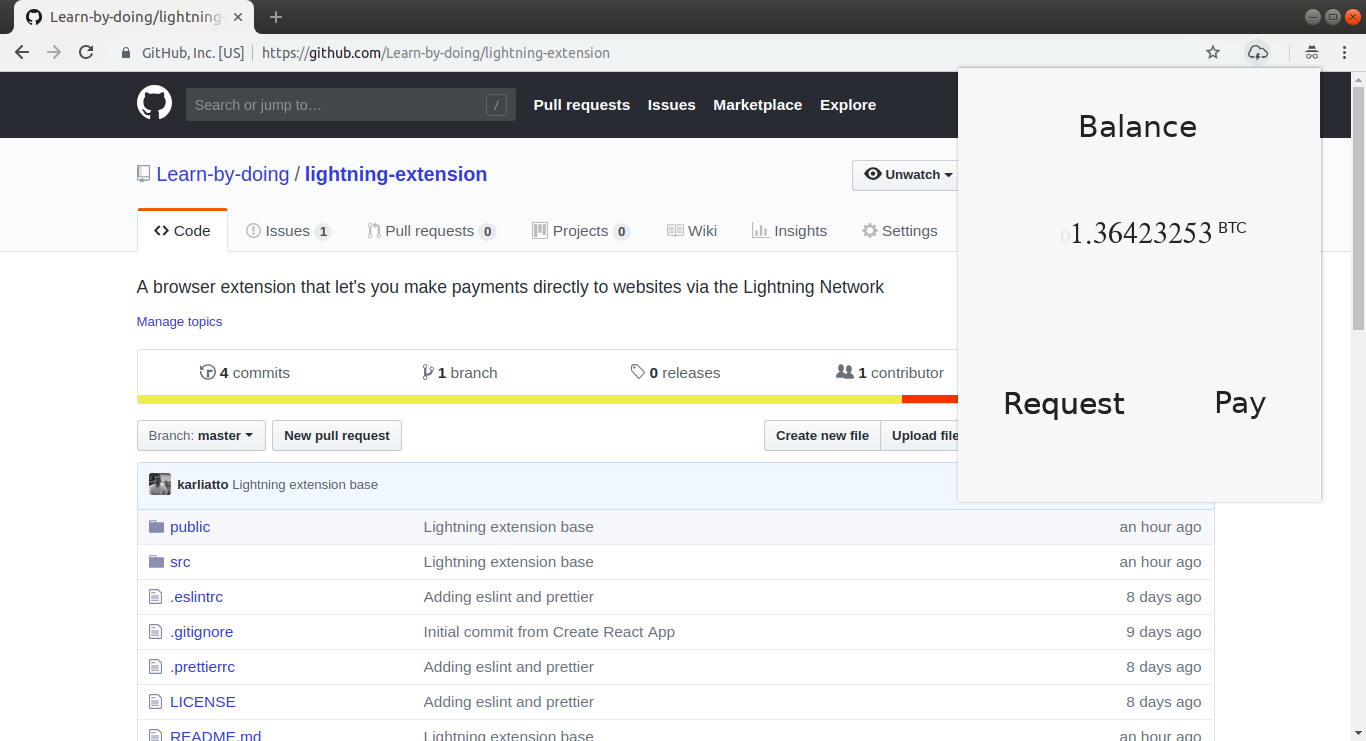 Learn-by-doing/lightning
GitHub, Inc. [US] https://github.com/Learn-by-doing/lightning-extension
Search or jump to… / Pull requests Issues Marketplace Explore
Balance
Learn-by-doing / lightning-extension Unwatch
<> Code Issues 1 Pull requests 0 Projects 0 Wiki Insights Settings
01.36423253 BTC
A browser extension that let's you make payments directly to websites via the Lightning Network
Manage topics
4 commits 1 branch 0 releases 1 contributor
Request Pay
Branch: master New pull request Create new file Upload file
karliatto Lightning extension base
public Lightning extension base an hour ago
src Lightning extension base an hour ago
.eslintrc Adding eslint and prettier 8 days ago
.gitignore Initial commit from Create React App 9 days ago
.prettierrc Adding eslint and prettier 8 days ago
LICENSE Adding eslint and prettier 8 days ago
README.md Lightning extension base an hour ago